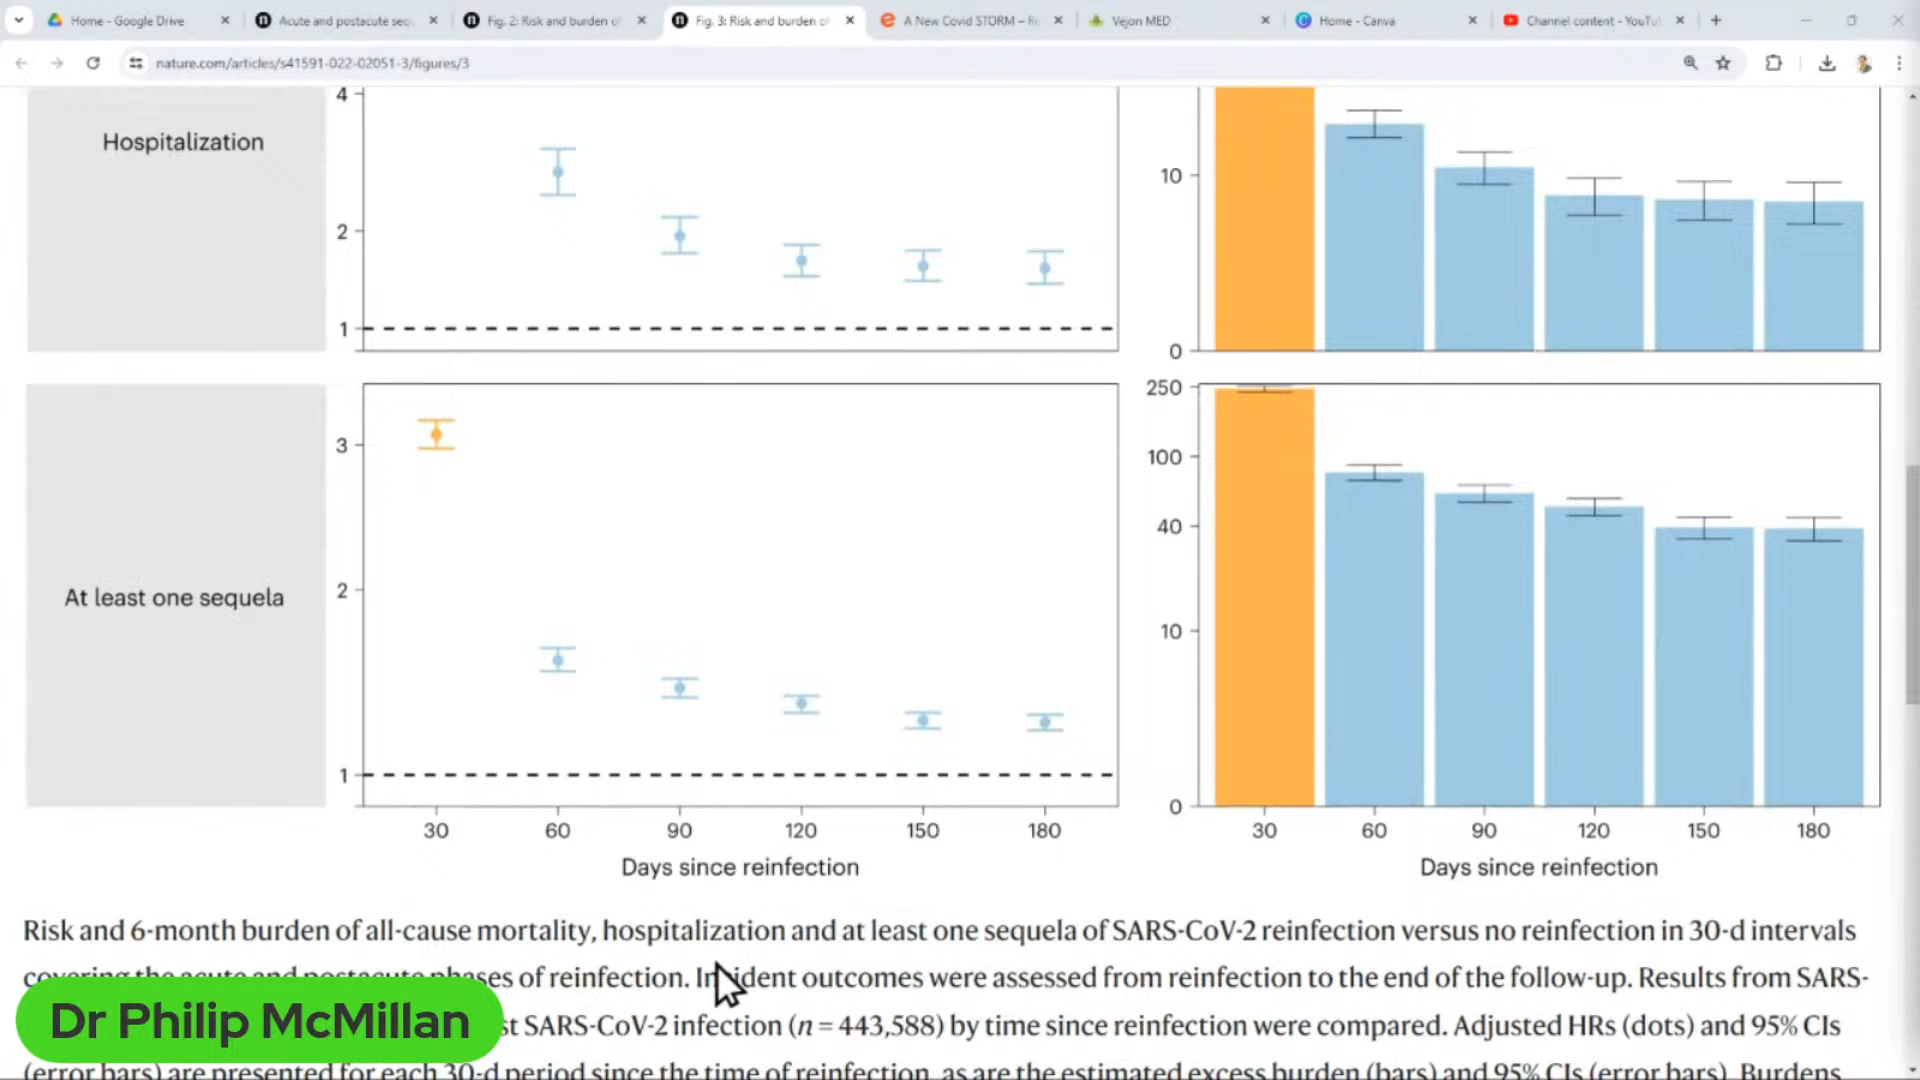 Home - Google Drive
Acute and postacute seq
Fig. 2: Risk and burden of
Fig. 3: Risk and burden of
A New Covid STORM –
Vejon MED
Home - Canva
Channel content - YouTu
nature.com/articles/s41591-022-02051-3/figures/3
Hospitalization
4
2
1
10
0
At least one sequela
3
2
1
30 60 90 120 150 180
Days since reinfection
250
100
40
10
0
30 60 90 120 150 180
Days since reinfection
Risk and 6-month burden of all-cause mortality, hospitalization and at least one sequela of SARS-CoV-2 reinfection versus no reinfection in 30-d intervals
covering the acute and postacute phases of reinfection. Incident outcomes were assessed from reinfection to the end of the follow-up. Results from SARS-
st SARS-CoV-2 infection (n = 443,588) by time since reinfection were compared. Adjusted HRs (dots) and 95% CIs
(error bars) are presented for each 30-d period since the time of reinfection, as are the estimated excess burden (bars) and 95% CIs (error bars). Burdens
Dr Philip McMillan